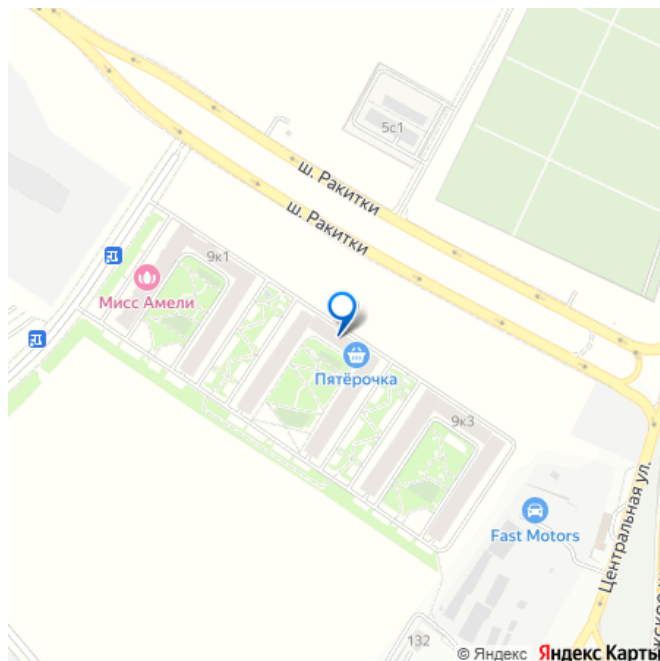 5с1
ш. Ракитки
ш. Ракитки
9к1
Мисс Амели
Пятёрочка
9к3
Fast Motors
Центральная ул.
132
© Яндекс Яндекс Карты